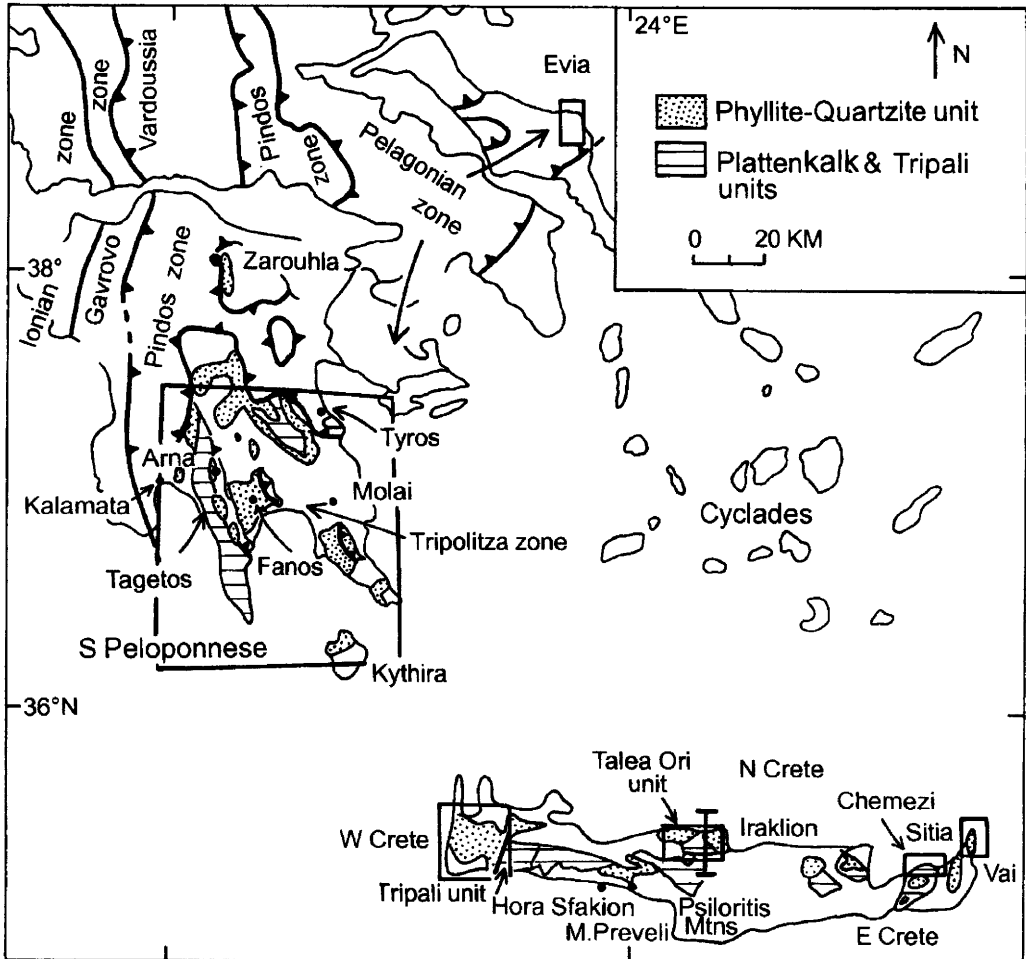 24°E
N
Evia
Phyllite-Quartzite unit
Plattenkalk & Tripali
units
0 20 KM
zone
zone
Vardoussia
Pindos
zone
Pelagonian
zone
38°
Ionian
Gavrovo
Pindos zone
Zarouhla
Tyros
Arna
Kalamata
Molai
Tripolitza zone
Tagetos
Fanos
Cyclades
S Peloponnese
Kythira
36°N
Talea Ori
unit
N Crete
Chemezi
W Crete
Iraklion
Sitia
Vai
Tripali unit
Hora Sfakion
Psiloritis
Mtns
M.Preveli
E Crete